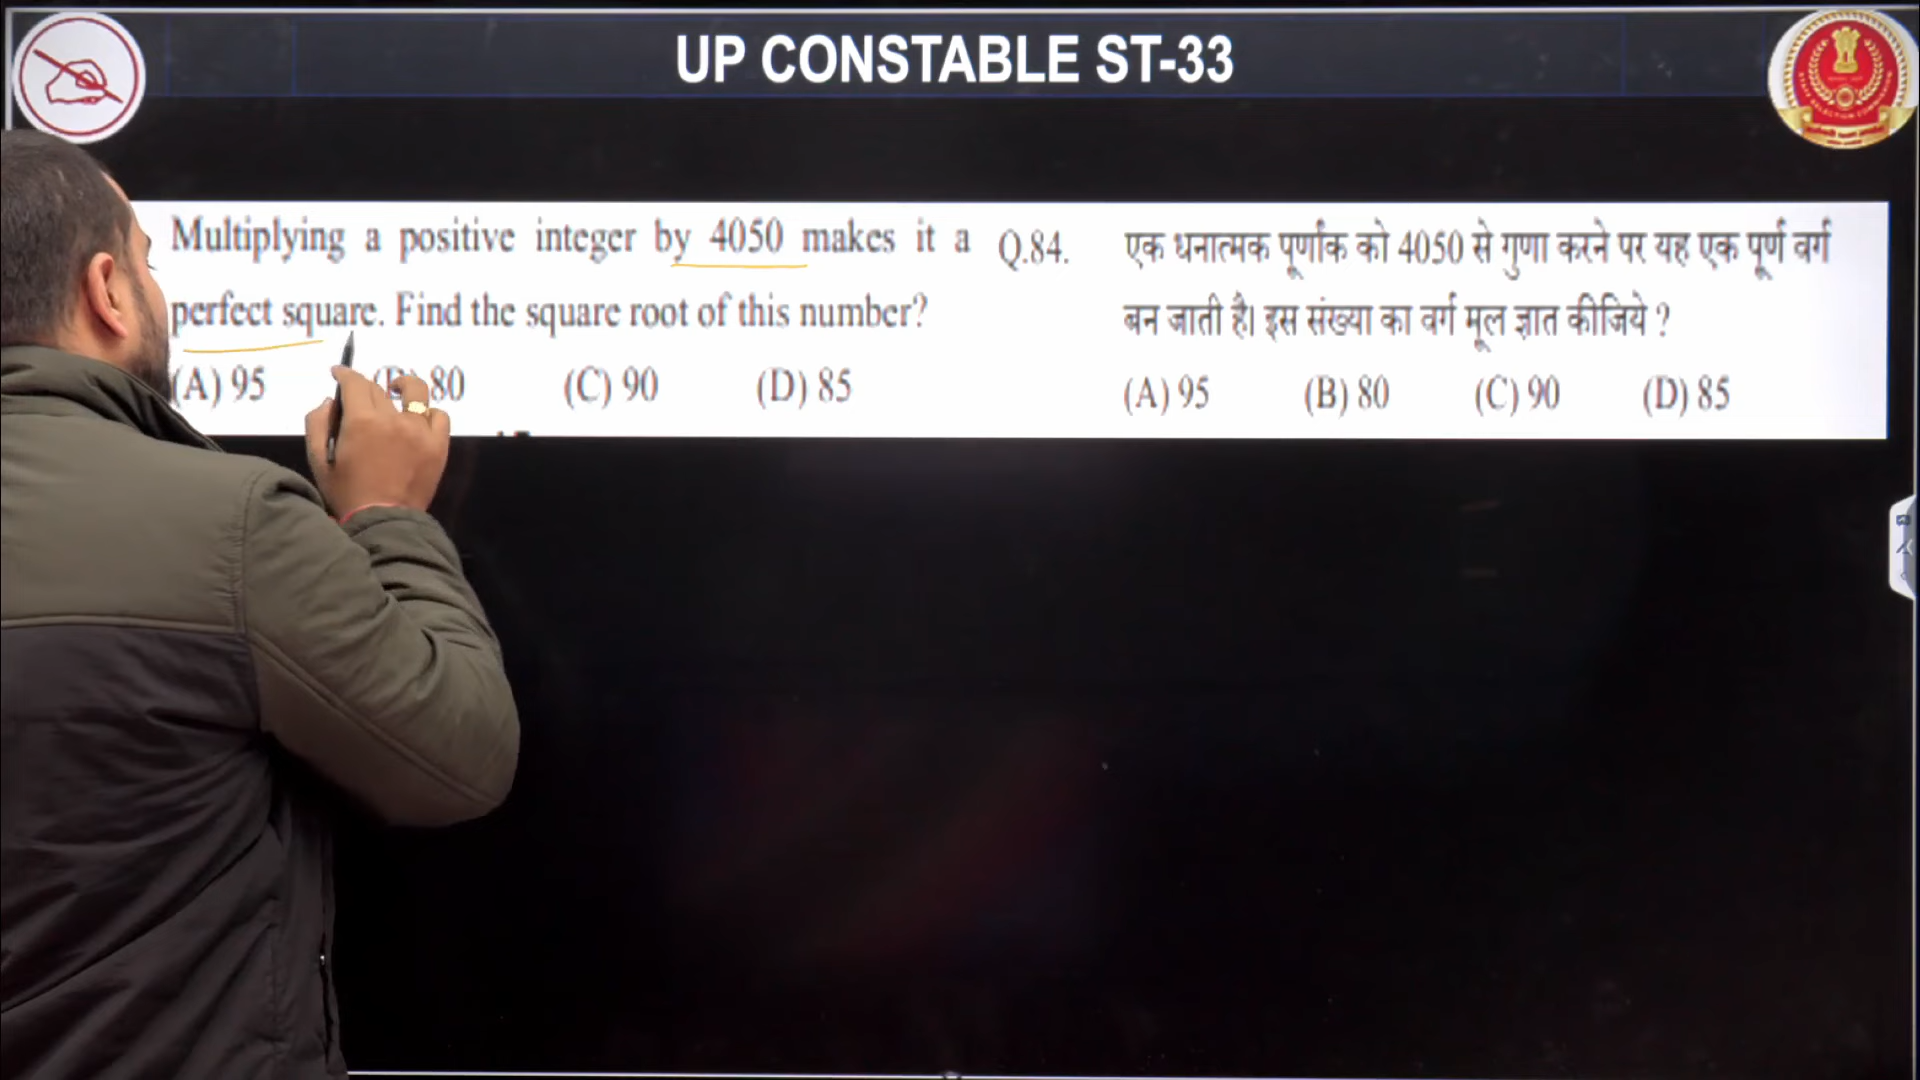 UP CONSTABLE ST-33
Multiplying a positive integer by 4050 makes it a
perfect square. Find the square root of this number?
(A) 95 (B) 80 (C) 90 (D) 85
Q.84. एक धनात्मक पूर्णांक को 4050 से गुणा करने पर यह एक पूर्ण वर्ग
बन जाती है। इस संख्या का वर्ग मूल ज्ञात कीजिये ?
(A) 95 (B) 80 (C) 90 (D) 85